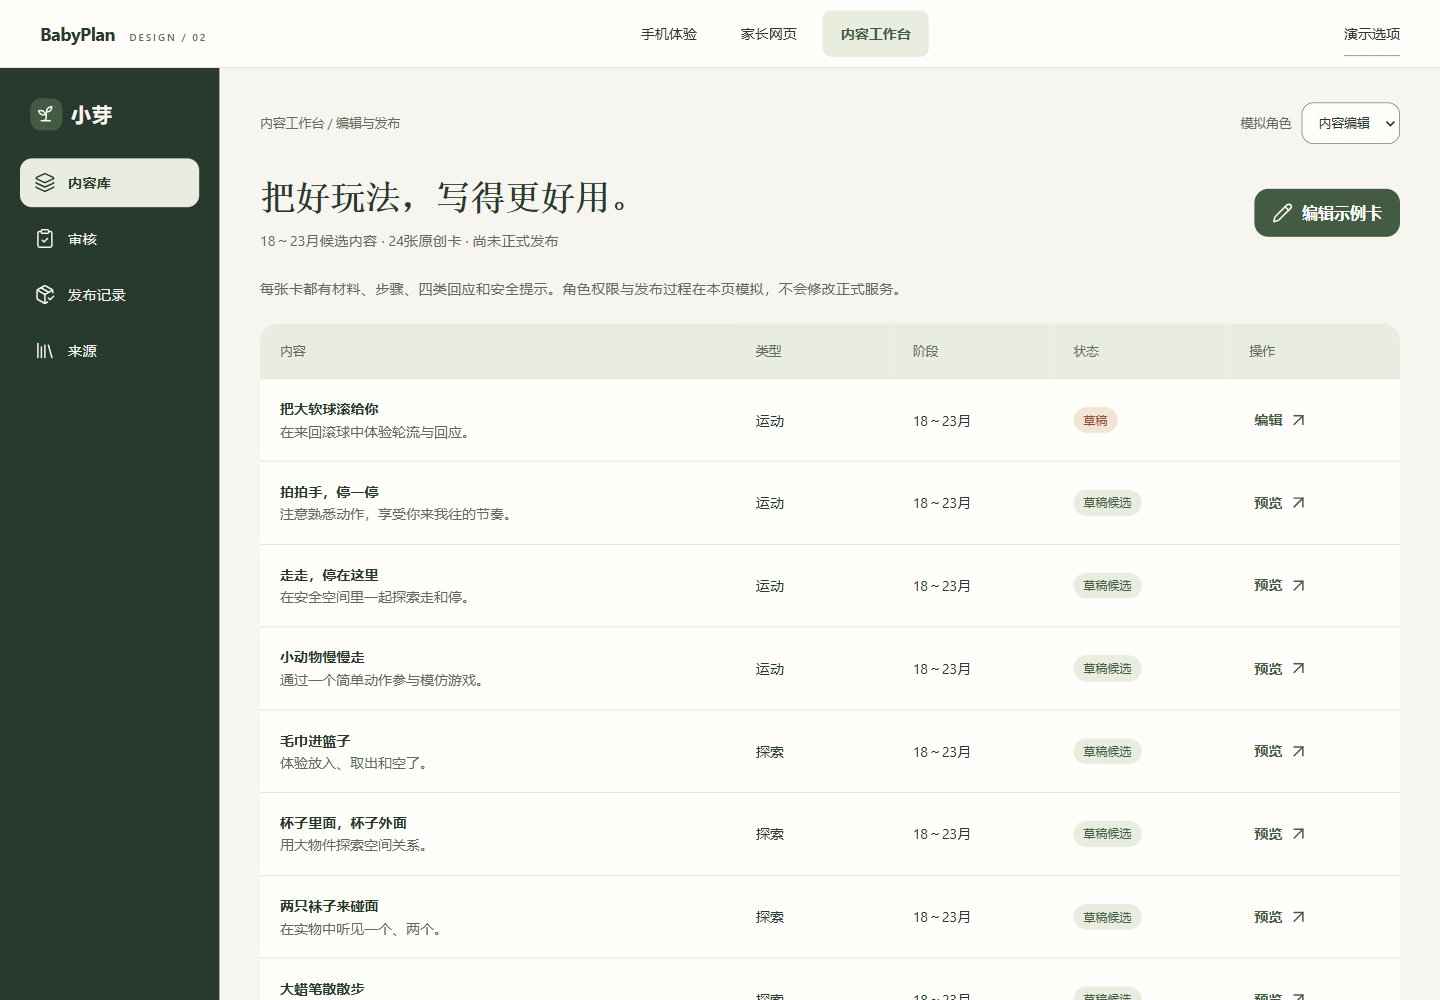 BabyPlan DESIGN / 02 手机体验 家长网页 内容工作台 演示选项
小芽
内容库
审核
发布记录
来源
内容工作台 / 编辑与发布 模拟角色 内容编辑
把好玩法，写得更好用。
编辑示例卡
18～23月候选内容 · 24张原创卡 · 尚未正式发布
每张卡都有材料、步骤、四类回应和安全提示。角色权限与发布过程在本页模拟，不会修改正式服务。
内容 类型 阶段 状态 操作
把大软球滚给你
在来回滚球中体验轮流与回应。
运动 18～23月 草稿 编辑
拍拍手，停一停
注意熟悉动作，享受你来我往的节奏。
运动 18～23月 草稿候选 预览
走走，停在这里
在安全空间里一起探索走和停。
运动 18～23月 草稿候选 预览
小动物慢慢走
通过一个简单动作参与模仿游戏。
运动 18～23月 草稿候选 预览
毛巾进篮子
体验放入、取出和空了。
探索 18～23月 草稿候选 预览
杯子里面，杯子外面
用大物件探索空间关系。
探索 18～23月 草稿候选 预览
两只袜子来碰面
在实物中听见一个、两个。
探索 18～23月 草稿候选 预览
大蜡笔散散步
探索 18～23月 草稿候选 预览